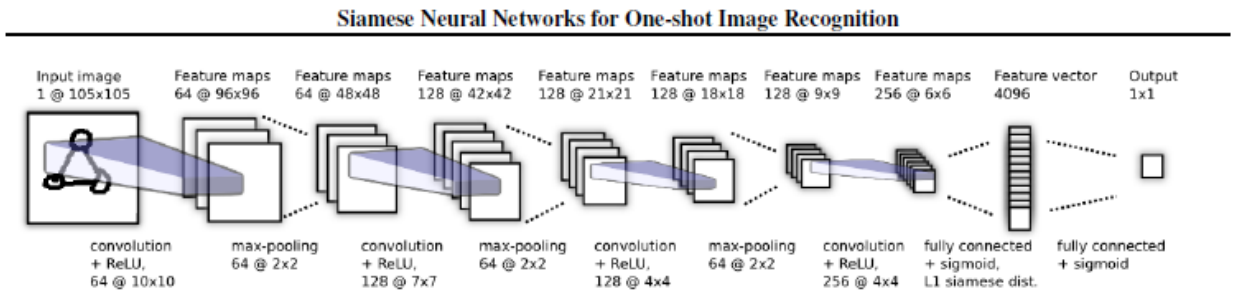 Siamese Neural Networks for One-shot Image Recognition
Input image
1 @ 105x105
Feature maps
64 @ 96x96
Feature maps
64 @ 48x48
Feature maps
128 @ 42x42
Feature maps
128 @ 21x21
Feature maps
128 @ 18x18
Feature maps
128 @ 9x9
Feature maps
256 @ 6x6
Feature vector
4096
Output
1x1
convolution
+ ReLU,
64 @ 10x10
max-pooling
64 @ 2x2
convolution
+ ReLU,
128 @ 7x7
max-pooling
64 @ 2x2
convolution
+ ReLU,
128 @ 4x4
max-pooling
64 @ 2x2
convolution
+ ReLU,
256 @ 4x4
fully connected
+ sigmoid,
L1 siamese dist.
fully connected
+ sigmoid